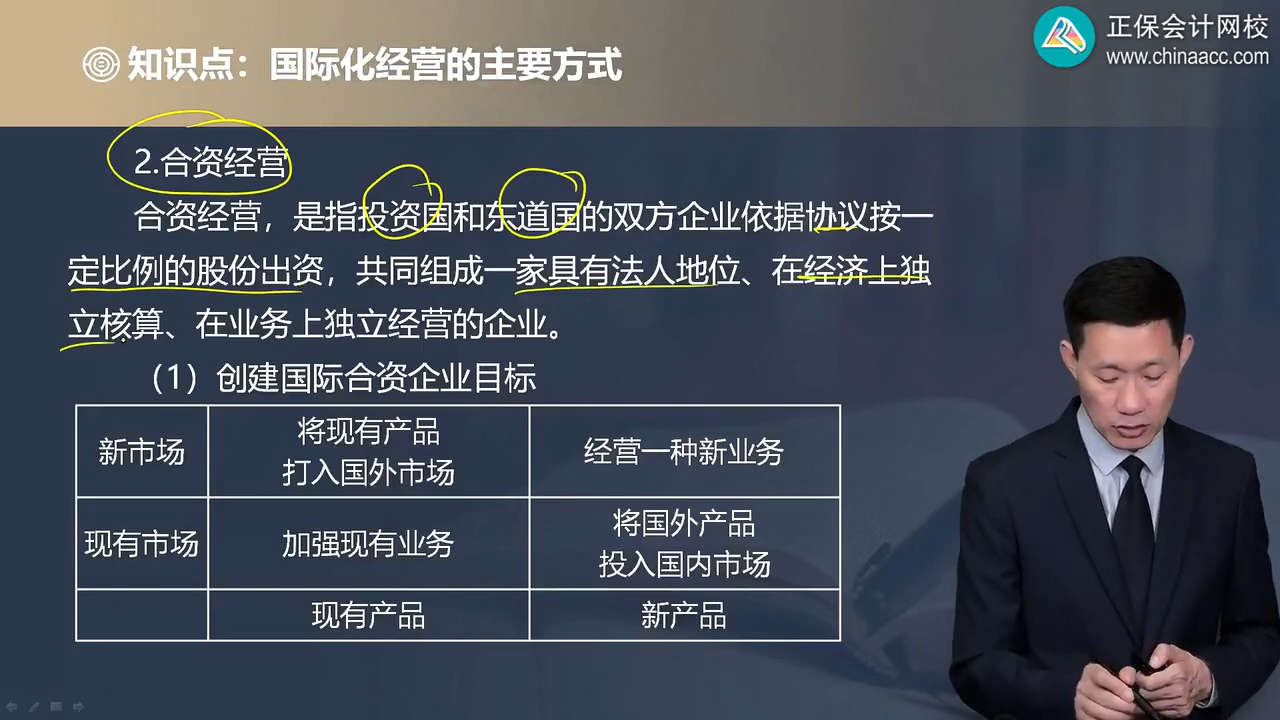 正保会计网校
www.chinaacc.com
知识点：国际化经营的主要方式
2.合资经营
合资经营，是指投资国和东道国的双方企业依据协议按一
定比例的股份出资，共同组成一家具有法人地位、在经济上独
立核算、在业务上独立经营的企业。
（1）创建国际合资企业目标
新市场
将现有产品
打入国外市场
经营一种新业务
现有市场
加强现有业务
将国外产品
投入国内市场
现有产品
新产品